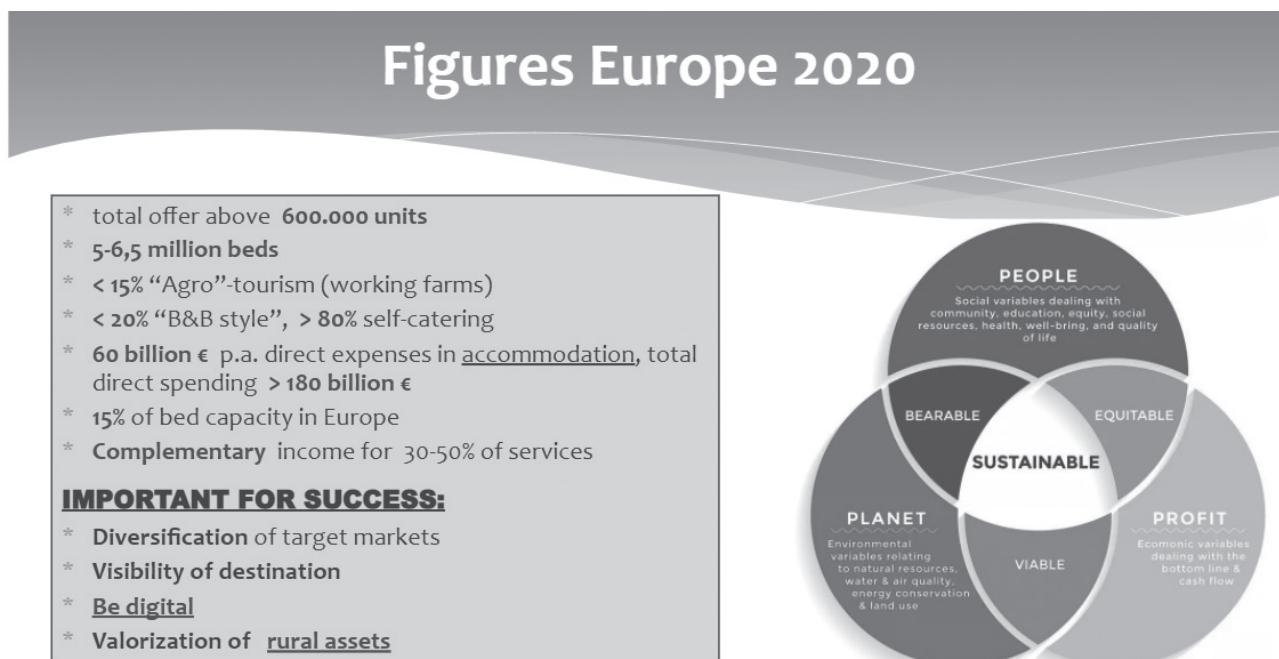 Figures Europe 2020
* total offer above 600.000 units
* 5-6,5 million beds
* < 15% “Agro”-tourism (working farms)
* < 20% “B&B style”, > 80% self-catering
* 60 billion € p.a. direct expenses in accommodation, total
direct spending > 180 billion €
* 15% of bed capacity in Europe
* Complementary income for 30-50% of services
IMPORTANT FOR SUCCESS:
* Diversification of target markets
* Visibility of destination
* Be digital
* Valorization of rural assets
PEOPLE
Social variables dealing with
community, education, equity, social
resources, health, well-bring, and quality
of life
BEARABLE
EQUITABLE
SUSTAINABLE
PLANET
Environmental
variables relating
to natural resources,
water & air quality,
energy conservation
& land use
VIABLE
PROFIT
Ecomonic variables
dealing with the
bottom line &
cash flow